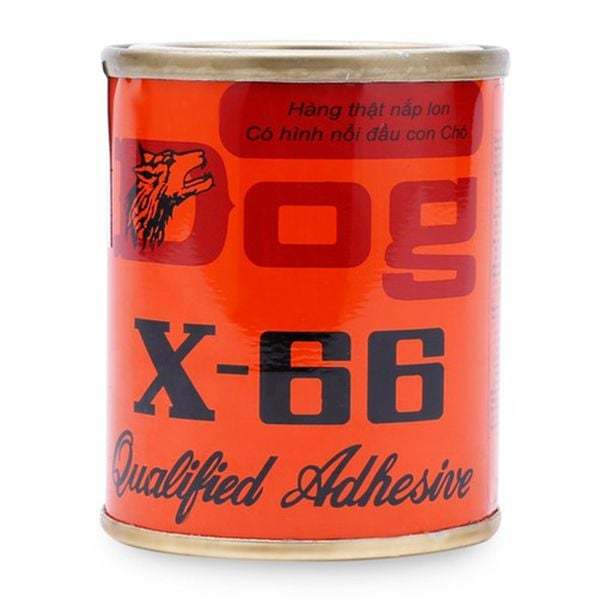 Hàng thật nắp lon
Có hình nổi đầu con Chó.
Dog
X-66
Qualified Adhesive